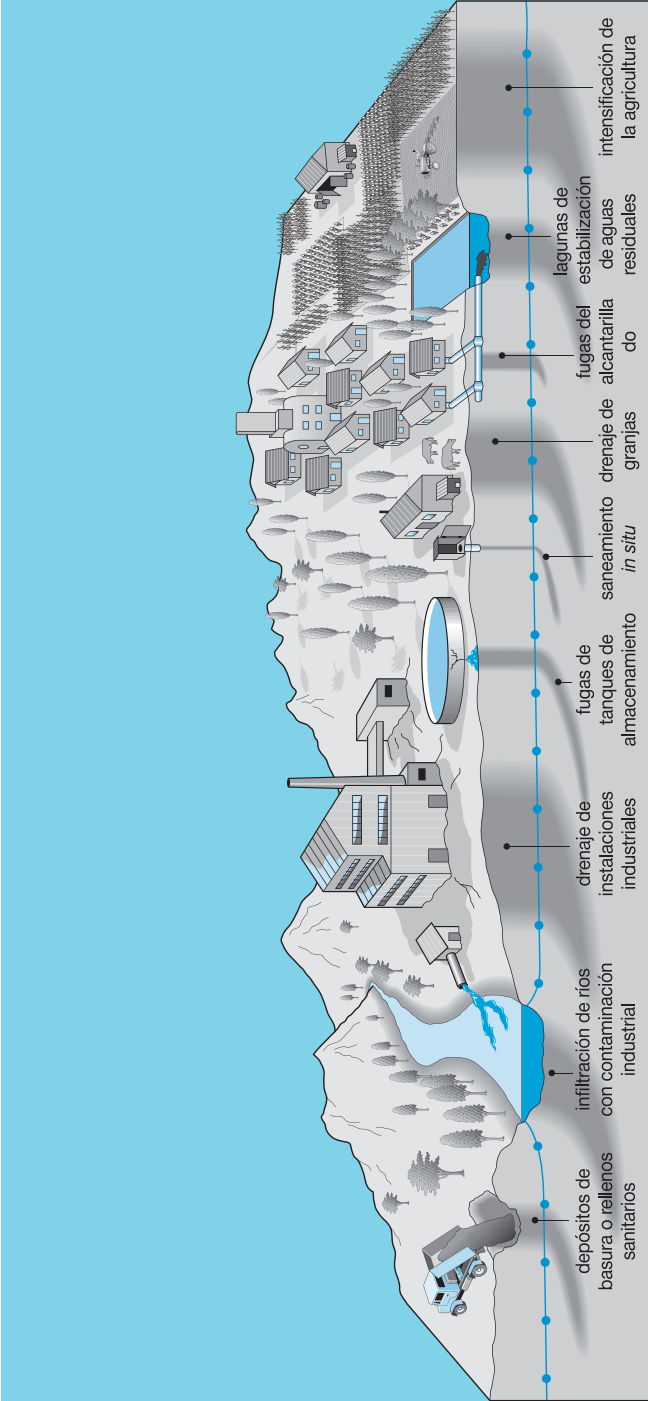 depósitos de
basura o rellenos
sanitarios
infiltración de ríos
con contaminación
industrial
drenaje de
instalaciones
industriales
fugas de
tanques de
almacenamiento
saneamiento
in situ
drenaje de
granjas
fugas del
alcantarilla
do
lagunas de
estabilización
de aguas
residuales
intensificación de
la agricultura